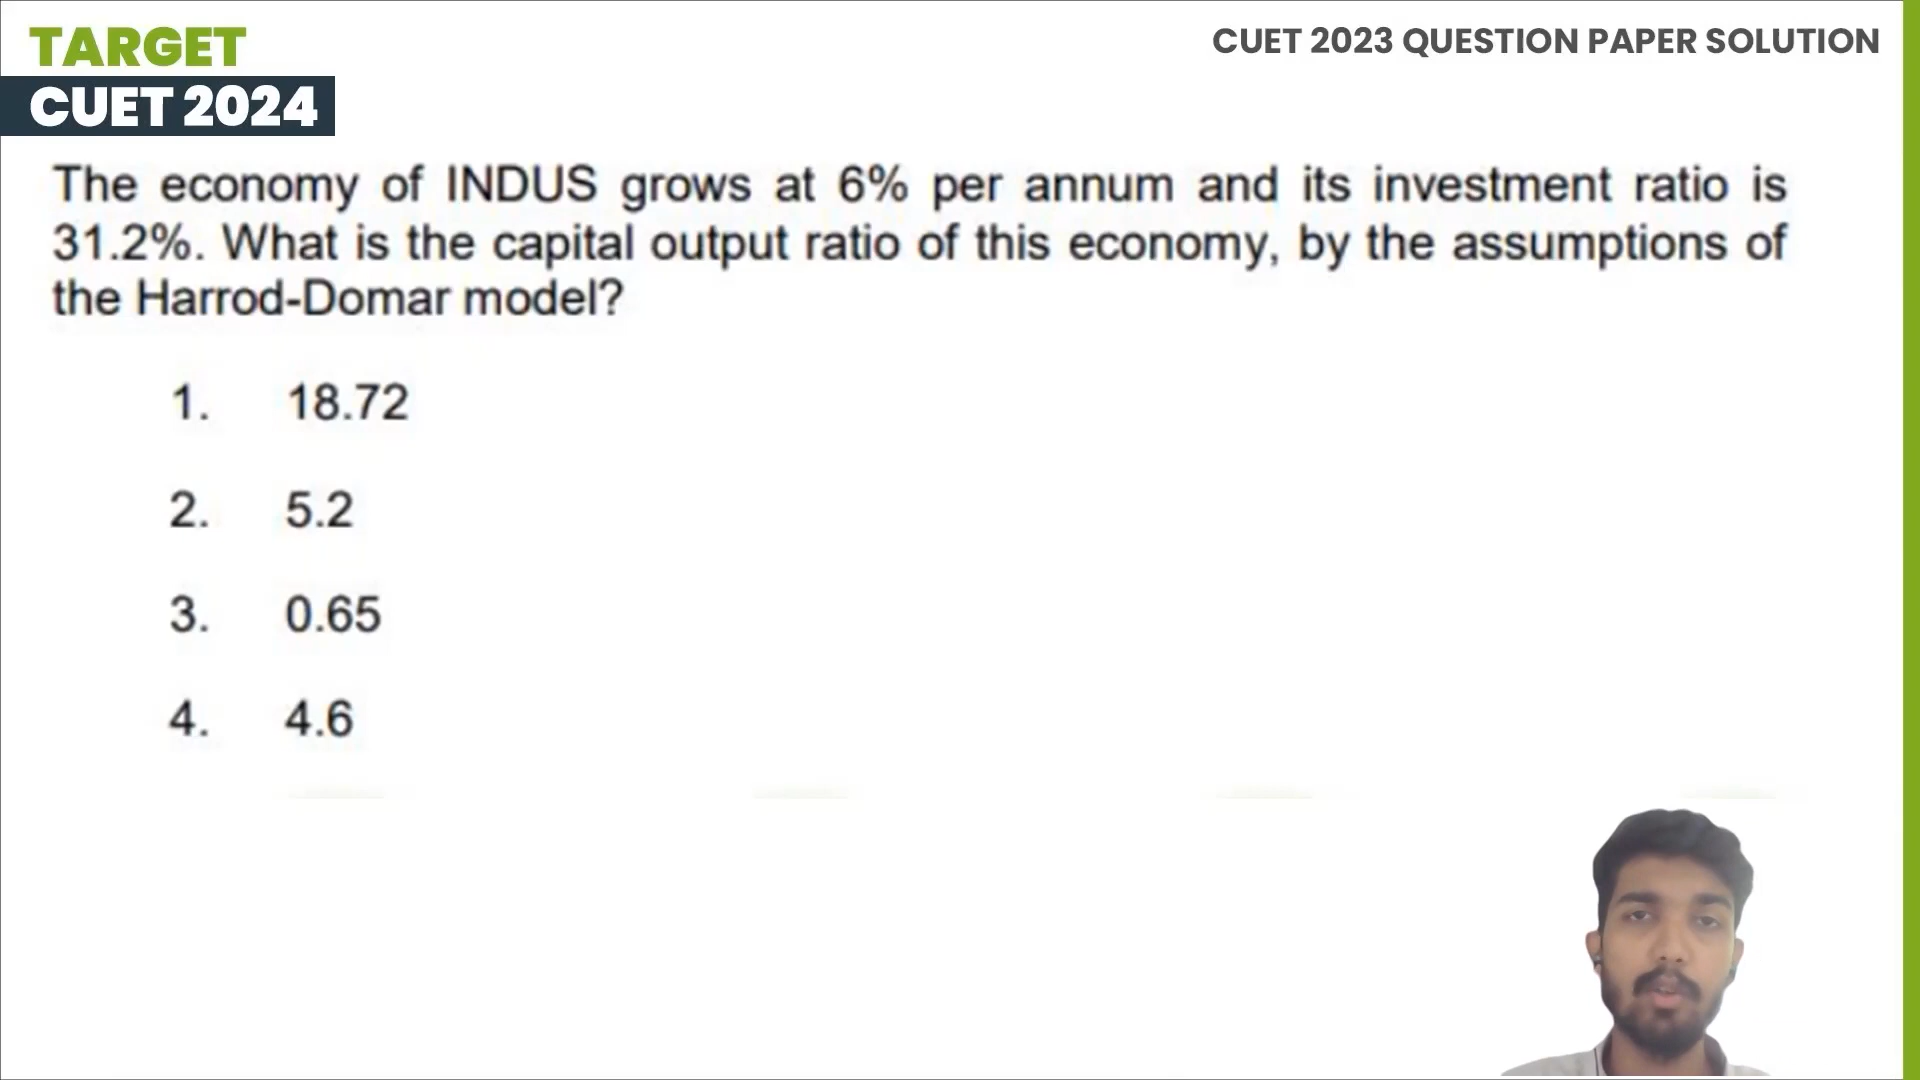 TARGET
CUET 2024
CUET 2023 QUESTION PAPER SOLUTION
The economy of INDUS grows at 6% per annum and its investment ratio is
31.2%. What is the capital output ratio of this economy, by the assumptions of
the Harrod-Domar model?
1. 18.72
2. 5.2
3. 0.65
4. 4.6